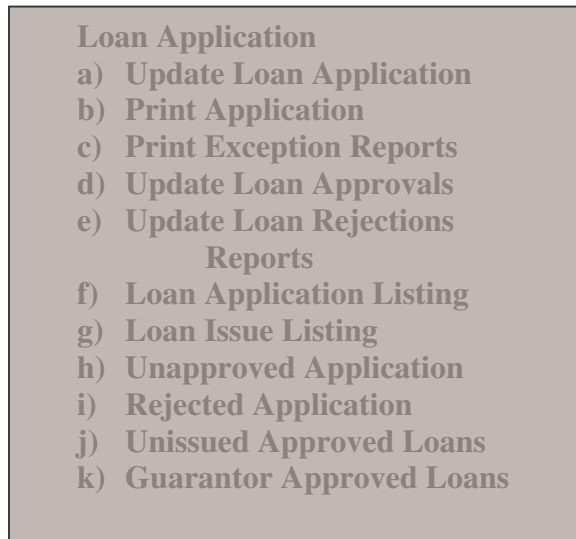 Loan Application
a) Update Loan Application
b) Print Application
c) Print Exception Reports
d) Update Loan Approvals
e) Update Loan Rejections
Reports
f) Loan Application Listing
g) Loan Issue Listing
h) Unapproved Application
i) Rejected Application
j) Unissued Approved Loans
k) Guarantor Approved Loans